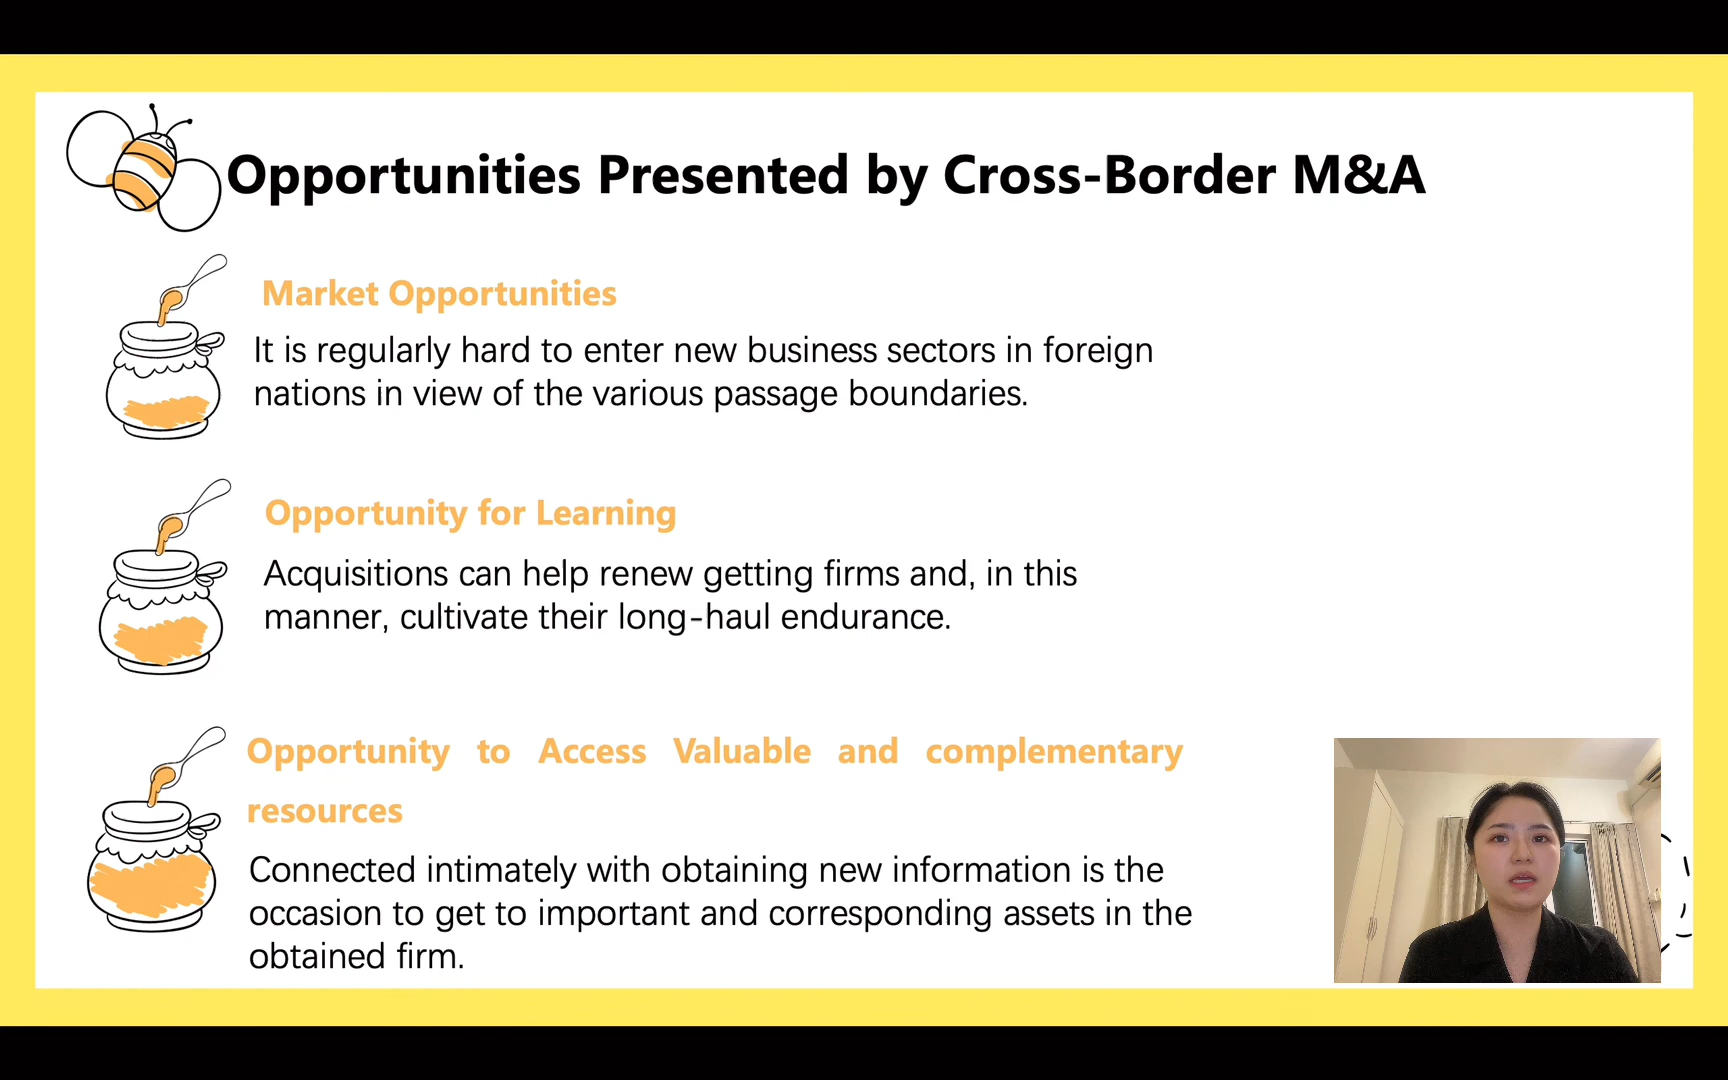 Opportunities Presented by Cross-Border M&A
Market Opportunities
It is regularly hard to enter new business sectors in foreign
nations in view of the various passage boundaries.
Opportunity for Learning
Acquisitions can help renew getting firms and, in this
manner, cultivate their long-haul endurance.
Opportunity to Access Valuable and complementary
resources
Connected intimately with obtaining new information is the
occasion to get to important and corresponding assets in the
obtained firm.